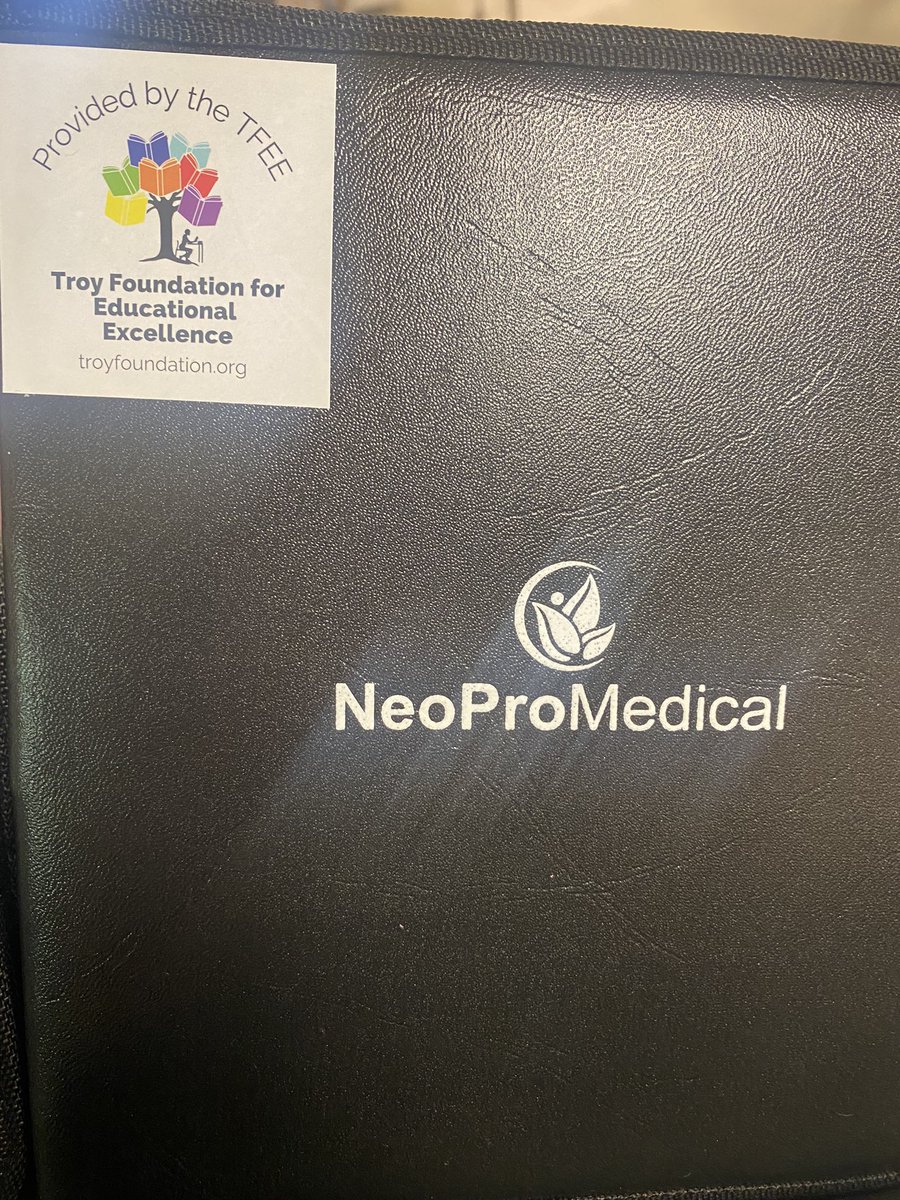 Provided by the TFEE
Troy Foundation for
Educational
Excellence
troyfoundation.org
NeoProMedical